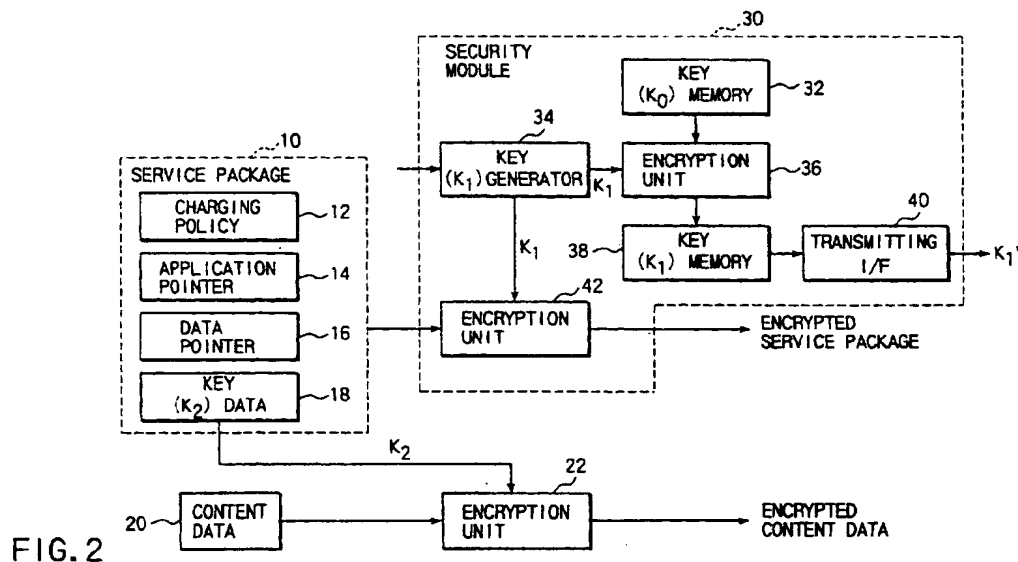 30
SECURITY
MODULE
KEY
(K0) MEMORY
32
34
KEY
(K1) GENERATOR
K1
ENCRYPTION
UNIT
36
10
SERVICE PACKAGE
CHARGING
POLICY
12
APPLICATION
POINTER
14
DATA
POINTER
16
KEY
(K2) DATA
18
K1
38
KEY
(K1) MEMORY
40
TRANSMITTING
I/F
K1'
42
ENCRYPTION
UNIT
ENCRYPTED
SERVICE PACKAGE
K2
22
20
CONTENT
DATA
ENCRYPTION
UNIT
ENCRYPTED
CONTENT DATA
FIG.2